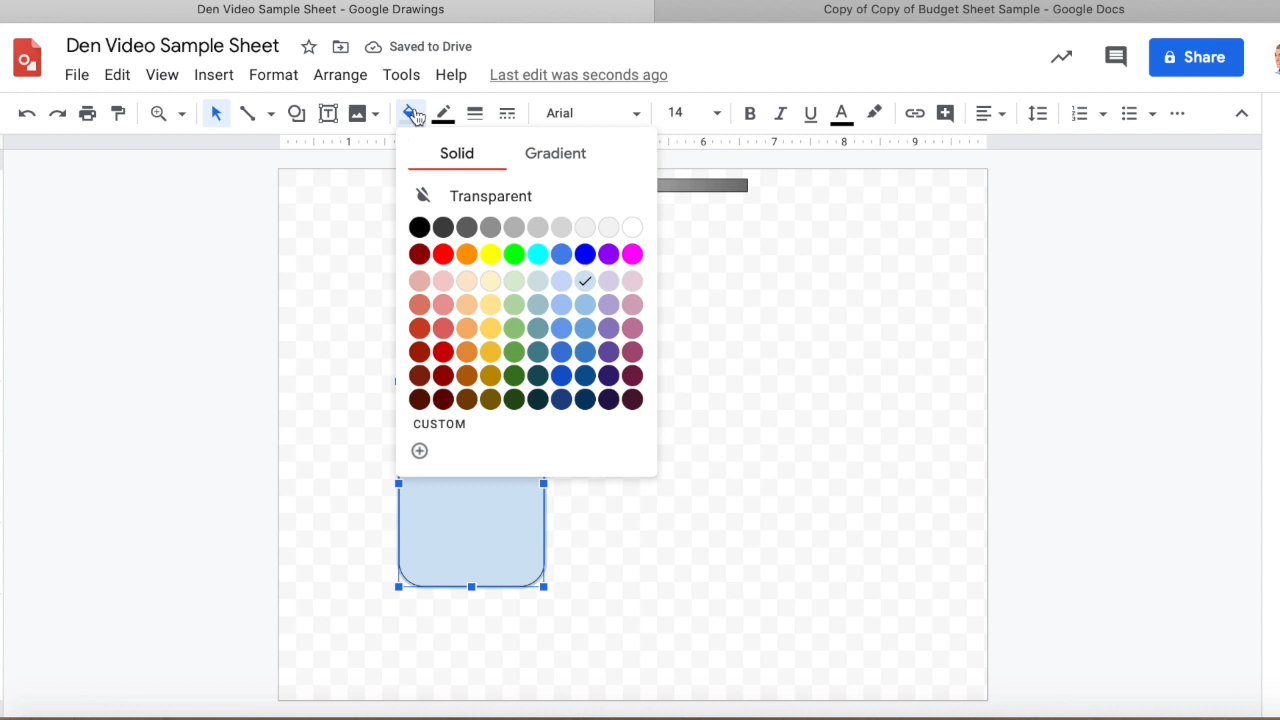 Den Video Sample Sheet - Google Drawings
Copy of Copy of Budget Sheet Sample - Google Docs
Den Video Sample Sheet
Saved to Drive
File Edit View Insert Format Arrange Tools Help Last edit was seconds ago
Share
Arial 14 B I U A
1 6 7 8 9
Solid Gradient
Transparent
CUSTOM